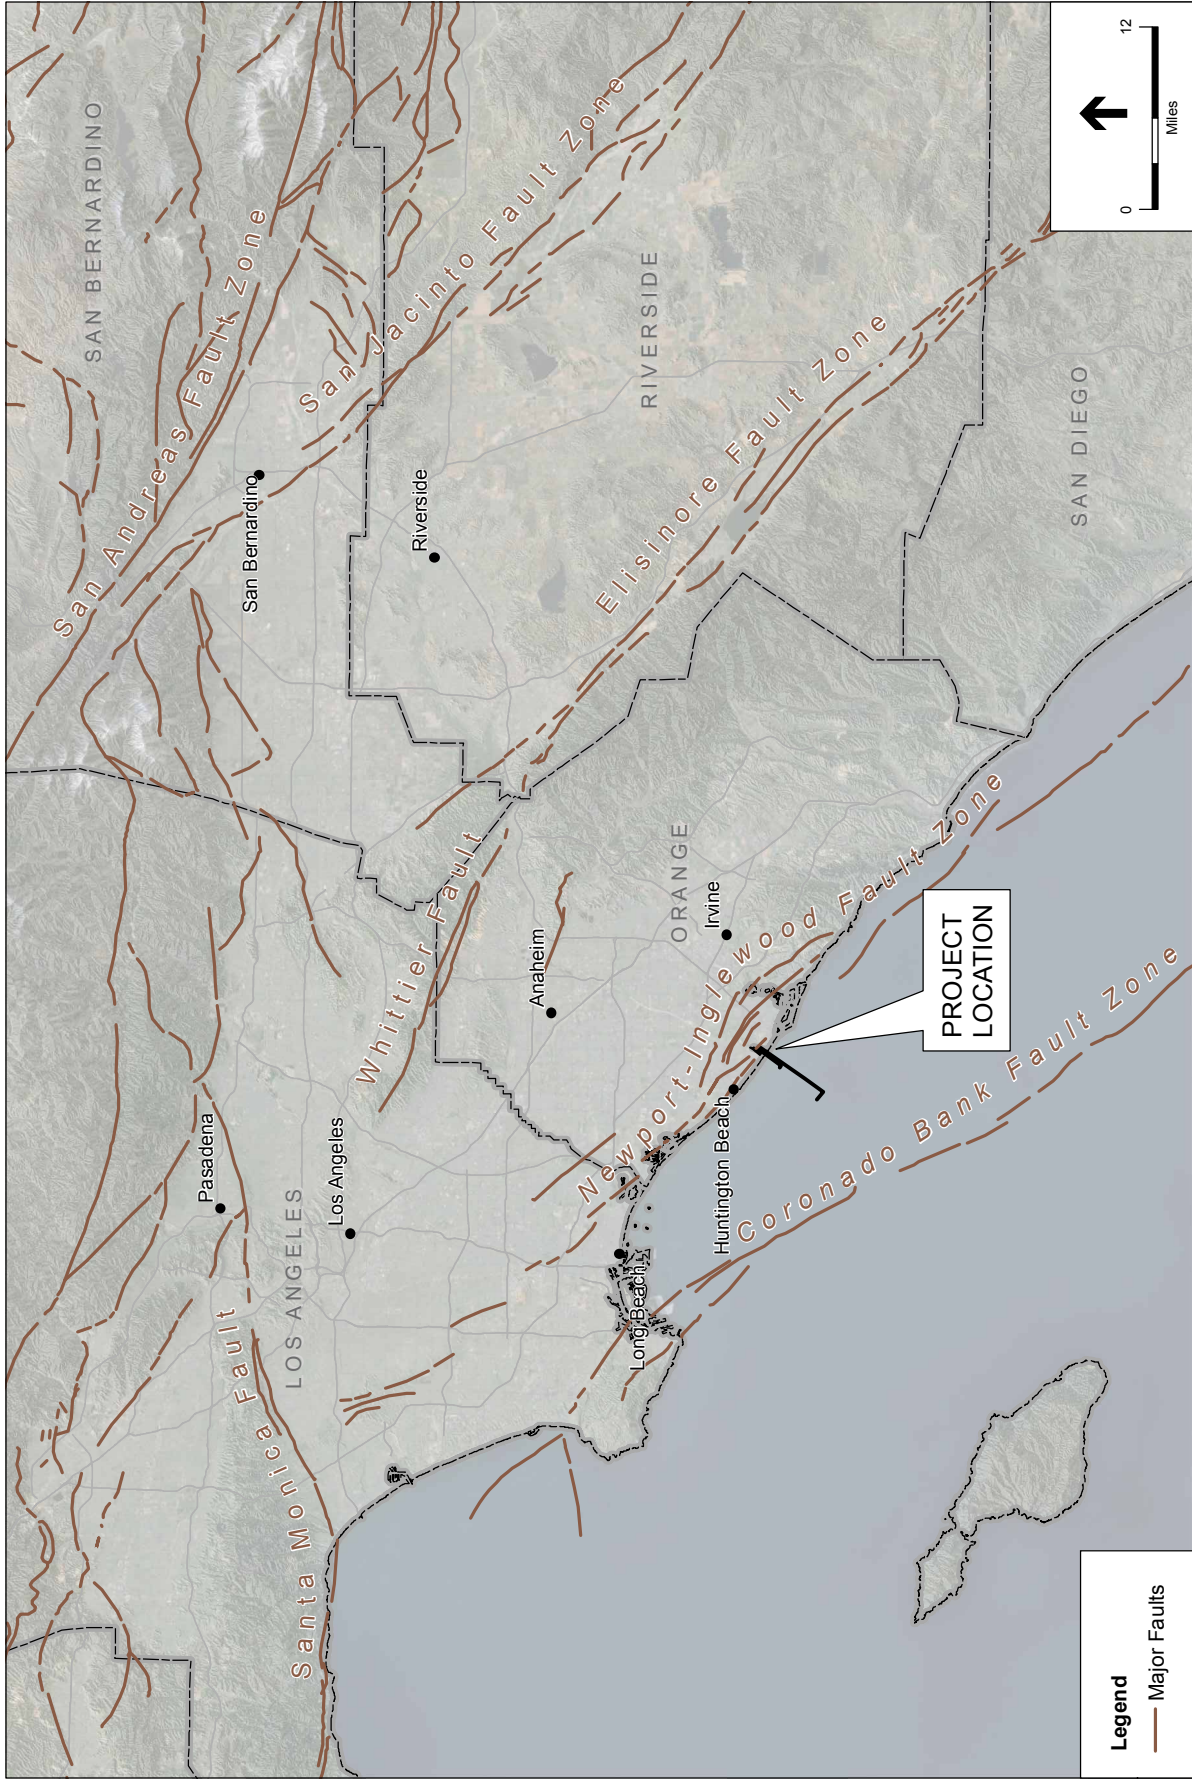 SAN BERNARDINO
San Andreas Fault Zone
San Jacinto Fault Zone
San Bernardino
Riverside
RIVERSIDE
Elisinore Fault Zone
SAN DIEGO
Pasadena
LOS ANGELES
Los Angeles
Santa Monica Fault
Whittier Fault
Anaheim
ORANGE
Irvine
Newport-Inglewood Fault Zone
Long Beach
Huntington Beach
PROJECT
LOCATION
Coronado Bank Fault Zone
Legend
Major Faults
0 12
Miles